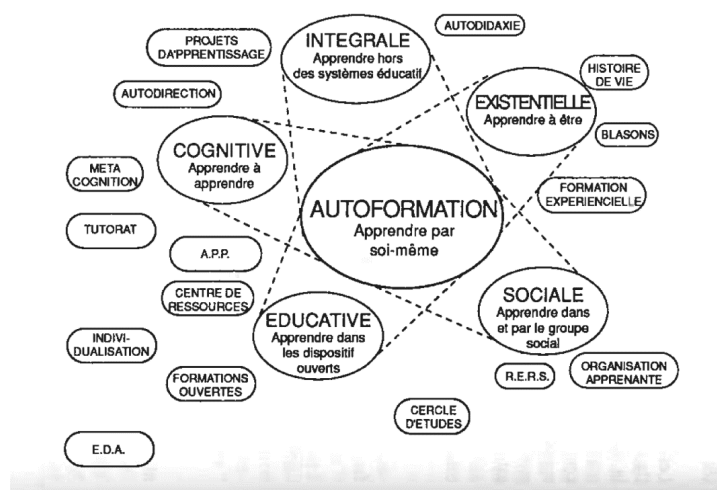 PROJETS
DA'PPRENTISSAGE
INTEGRALE
Apprendre hors
des systèmes éducatif
AUTODIDAXIE
AUTODIRECTION
EXISTENTIELLE
Apprendre à être
HISTOIRE
DE VIE
BLASONS
COGNITIVE
Apprendre à
apprendre
META
COGNITION
FORMATION
EXPERIENCIELLE
AUTOFORMATION
Apprendre par
soi-même
TUTORAT
A.P.P.
CENTRE DE
RESSOURCES
EDUCATIVE
Apprendre dans
les dispositif
ouverts
SOCIALE
Apprendre dans
et par le groupe
social
INDIVI-
DUALISATION
FORMATIONS
OUVERTES
R.E.R.S.
ORGANISATION
APPRENANTE
CERCLE
D'ETUDES
E.D.A.